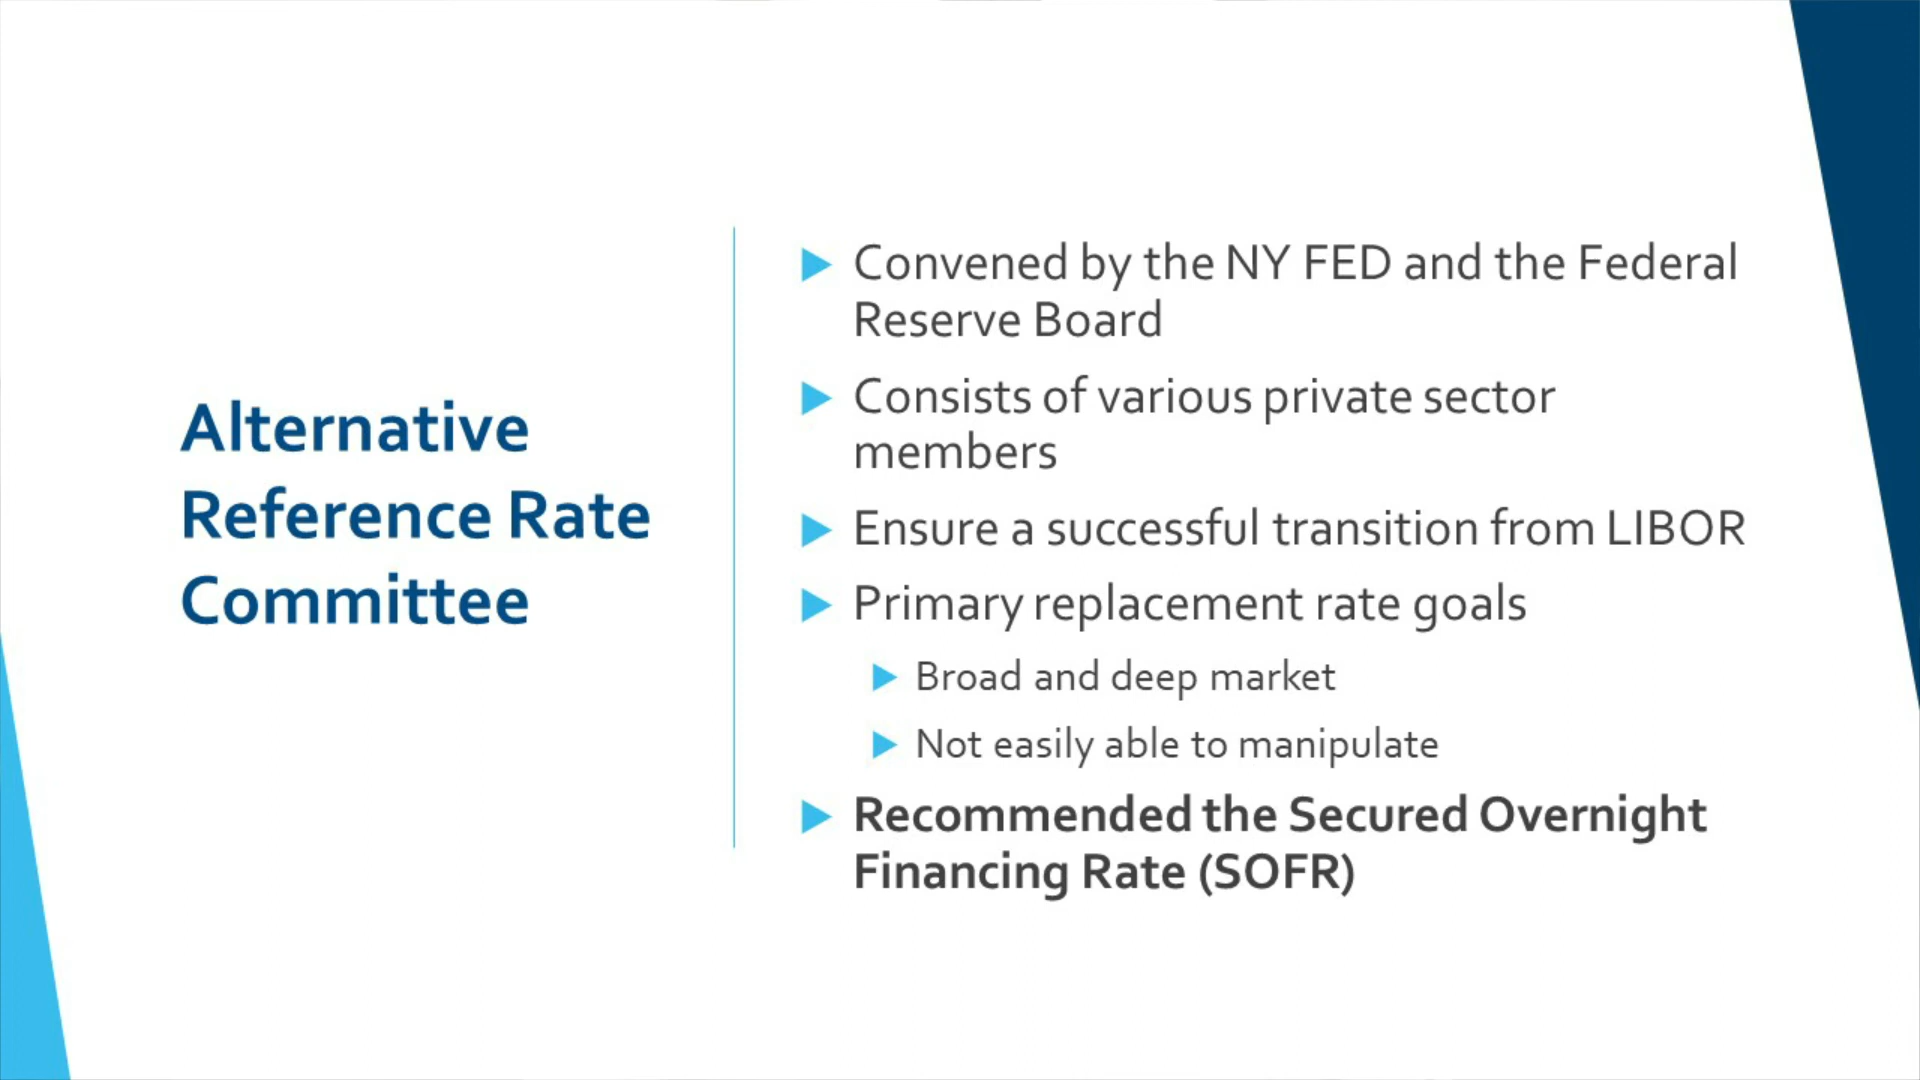 Alternative
Reference Rate
Committee
Convened by the NY FED and the Federal
Reserve Board
Consists of various private sector
members
Ensure a successful transition from LIBOR
Primary replacement rate goals
Broad and deep market
Not easily able to manipulate
Recommended the Secured Overnight
Financing Rate (SOFR)